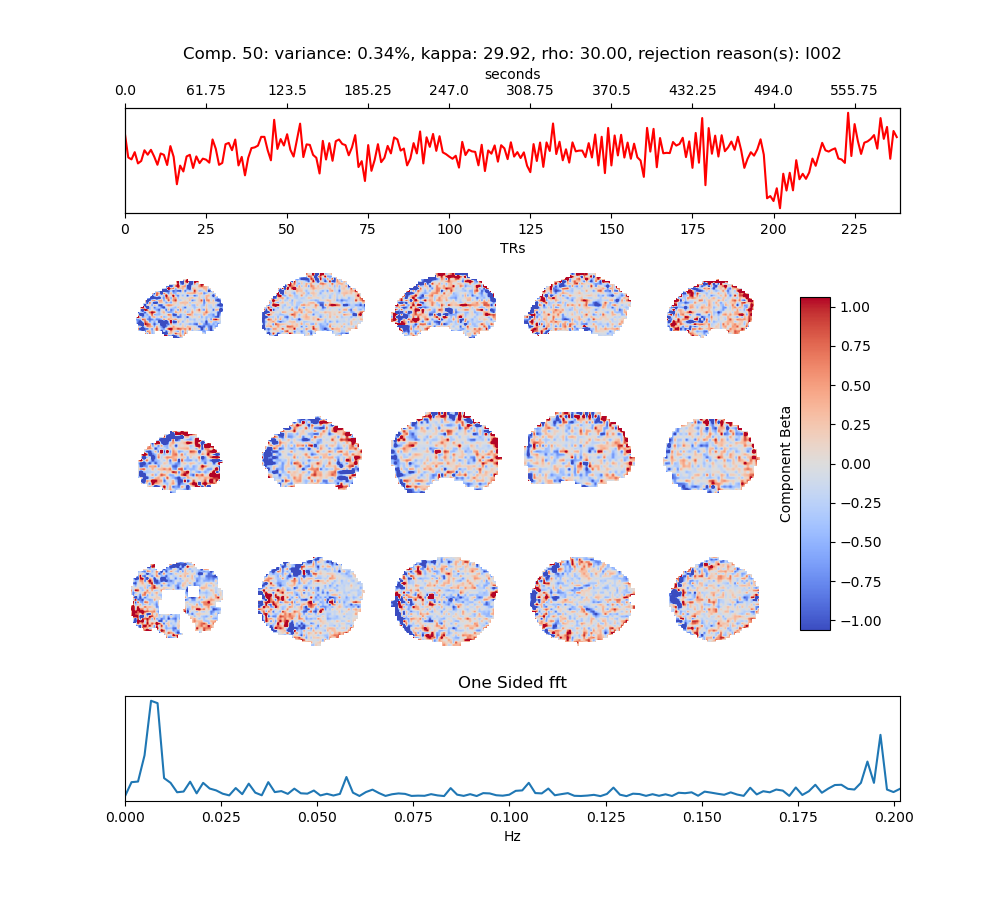 Comp. 50: variance: 0.34%, kappa: 29.92, rho: 30.00, rejection reason(s): I002
seconds
0.0 61.75 123.5 185.25 247.0 308.75 370.5 432.25 494.0 555.75
0 25 50 75 100 125 150 175 200 225
TRs
1.00
0.75
0.50
0.25
0.00
−0.25
−0.50
−0.75
−1.00
Component Beta
One Sided fft
0.000 0.025 0.050 0.075 0.100 0.125 0.150 0.175 0.200
Hz